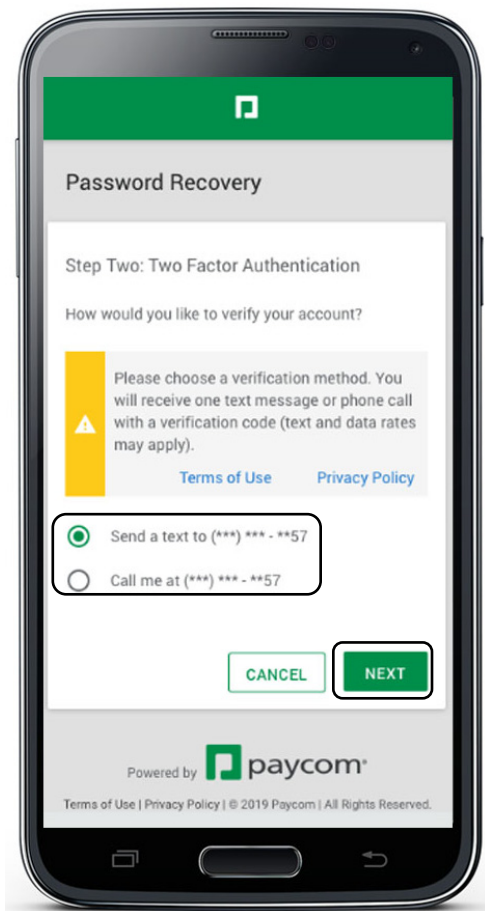 Password Recovery
Step Two: Two Factor Authentication
How would you like to verify your account?
Please choose a verification method. You
will receive one text message or phone call
with a verification code (text and data rates
may apply).
Terms of Use Privacy Policy
Send a text to (***) *** - **57
Call me at (***) *** - **57
CANCEL NEXT
Powered by paycom®
Terms of Use | Privacy Policy | © 2019 Paycom | All Rights Reserved.